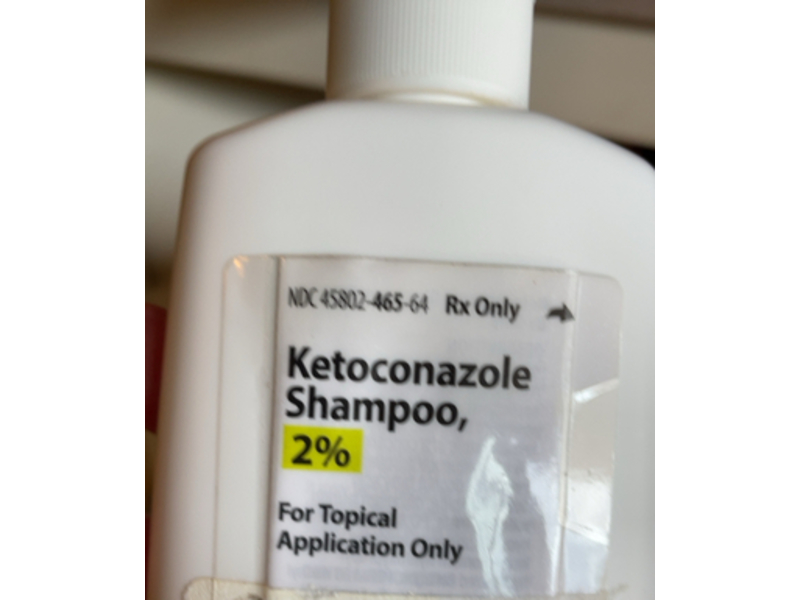 NDC 45802-465-64 Rx Only
Ketoconazole
Shampoo,
2%
For Topical
Application Only